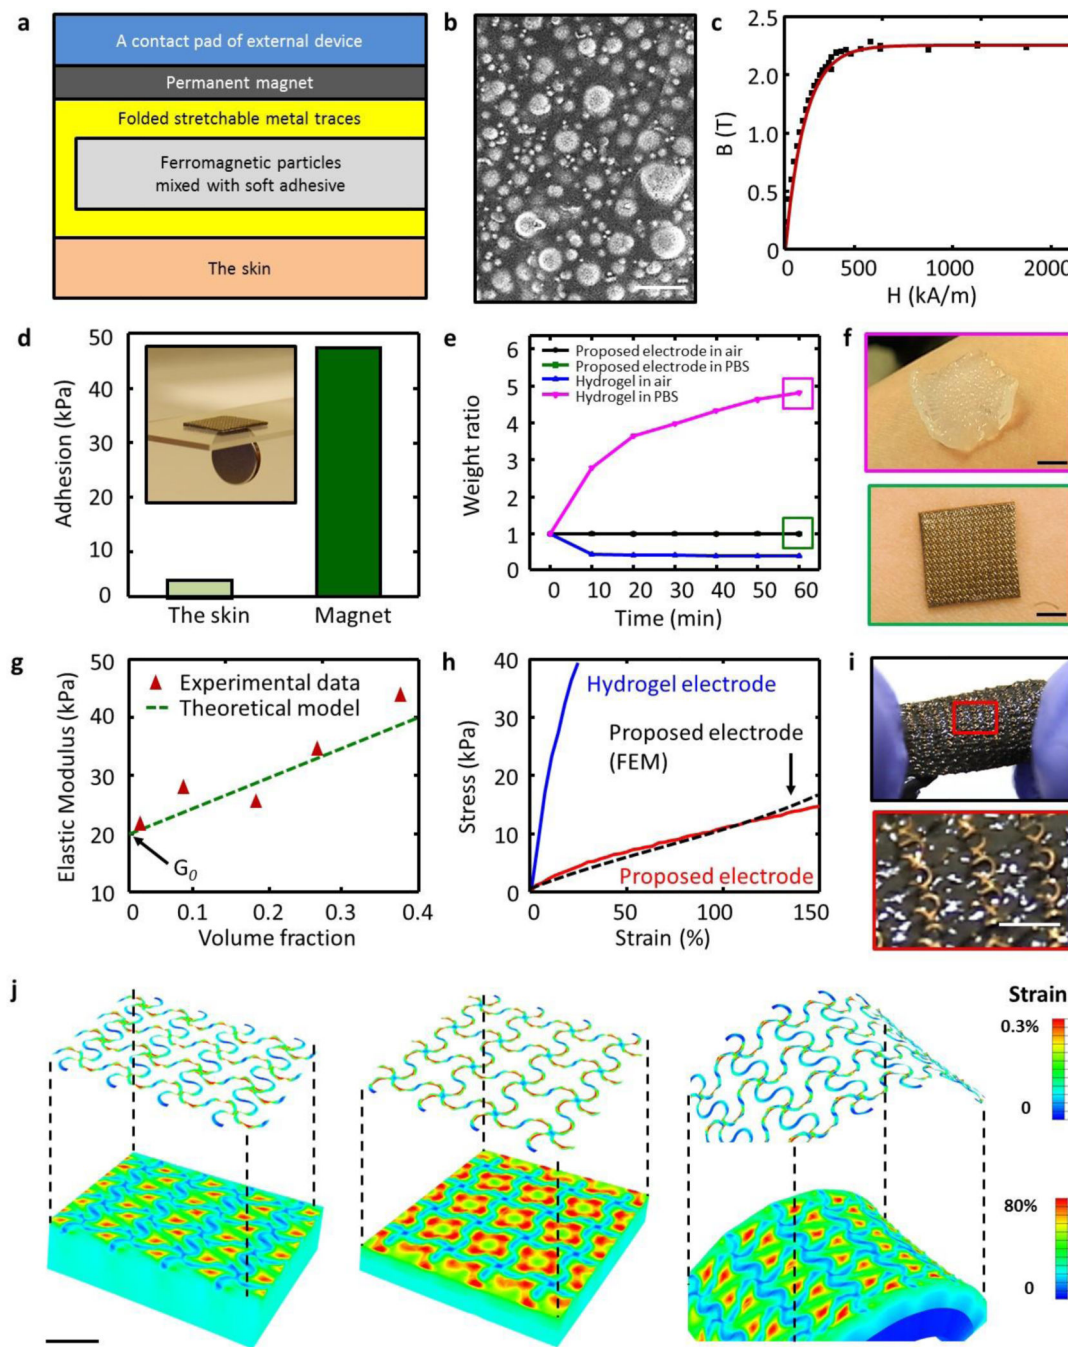 a
A contact pad of external device
Permanent magnet
Folded stretchable metal traces
Ferromagnetic particles
mixed with soft adhesive
The skin
b
c
2.5
2.0
1.0
0.5
0
B (T)
0 500 1000 2000
H (kA/m)
d
50
40
30
20
10
0
Adhesion (kPa)
The skin Magnet
e
6
5
4
3
2
1
0
Weight ratio
Proposed electrode in air
Proposed electrode in PBS
Hydrogel in air
Hydrogel in PBS
0 10 20 30 40 50 60
Time (min)
f
g
50
40
30
20
10
Elastic Modulus (kPa)
Experimental data
Theoretical model
G0
0 0.1 0.2 0.3 0.4
Volume fraction
h
40
30
20
10
0
Stress (kPa)
Hydrogel electrode
Proposed electrode
(FEM)
Proposed electrode
0 50 100 150
Strain (%)
i
j
Strain
0.3%
0
80%
0